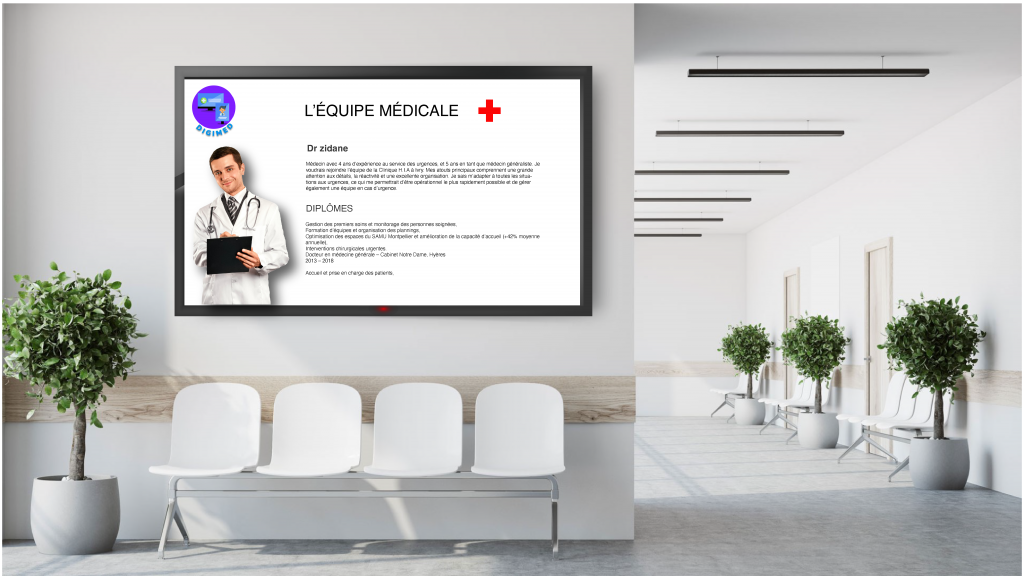 L'ÉQUIPE MÉDICALE
DIGIMED
Dr zidane
Médecin avec 4 ans d'expérience au service des urgences, et 5 ans en tant que médecin généraliste. Je
voudrais rejoindre l'équipe de la Clinique H.I.A à Ivry. Mes atouts principaux comprennent une grande
attention aux détails, la réactivité et une excellente organisation. Je sais m'adapter à toutes les situa-
tions aux urgences, ce qui me permettrait d'être opérationnel le plus rapidement possible et de gérer
également une équipe en cas d'urgence
DIPLÔMES
Gestion des premiers soins et monitorage des personnes soignées,
Formation d'équipes et organisation des plannings,
Optimisation des espaces du SAMU Montpellier et amélioration de la capacité d'accueil (+42% moyenne
annuelle).
Interventions chirurgicales urgentes
Docteur en médecine générale – Cabinet Notre Dame, Hyères
2013 – 2018
Accueil et prise en charge des patients,